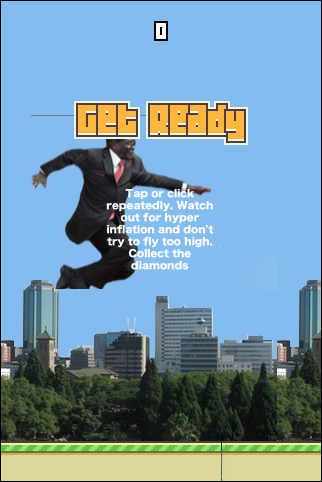 0
Get Ready
Tap or click
repeatedly. Watch
out for hyper
inflation and don't
try to fly too high.
Collect the
diamonds